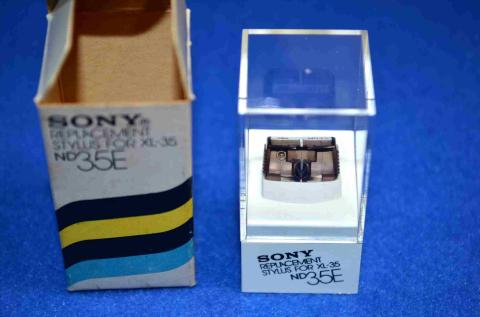 SONY®
REPLACEMENT
STYLUS FOR XL-35
ND35E
SONY
REPLACEMENT
STYLUS FOR XL-35
ND35E